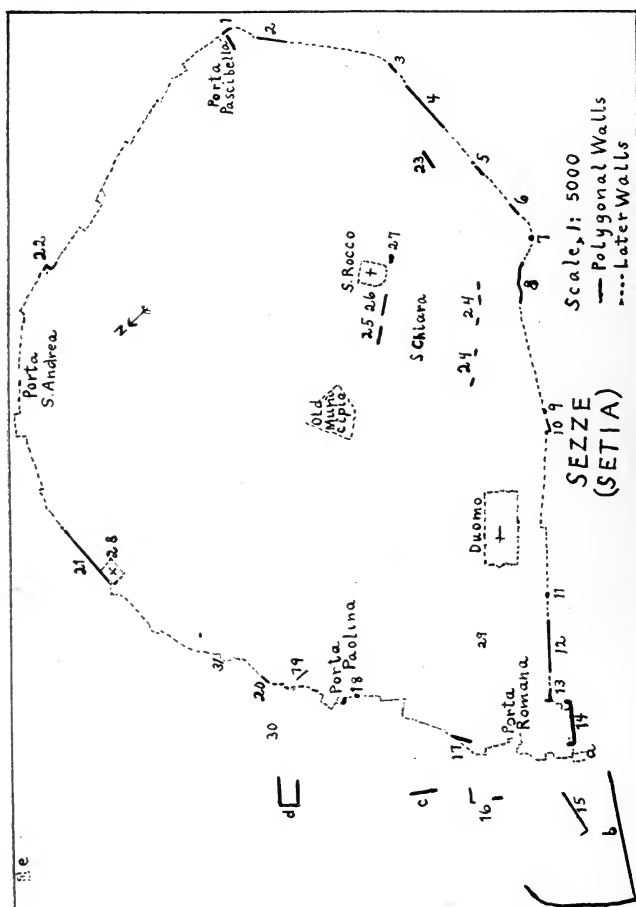 1
2
Porta
Pascibella
3
4
5
23
6
7
22
Porta
S. Andrea
N
S. Rocco
27
25 26
S Chiara
24
24
8
Old
Muni
cipio
9
10
21
28
Duomo
11
29
12
31
20
19
Porta
Paolina
18
13
14
30
17
Porta
Romana
a
d
c
16
15
b
e
SEZZE
(SETIA)
Scale, 1: 5000
— Polygonal Walls
---- Later Walls